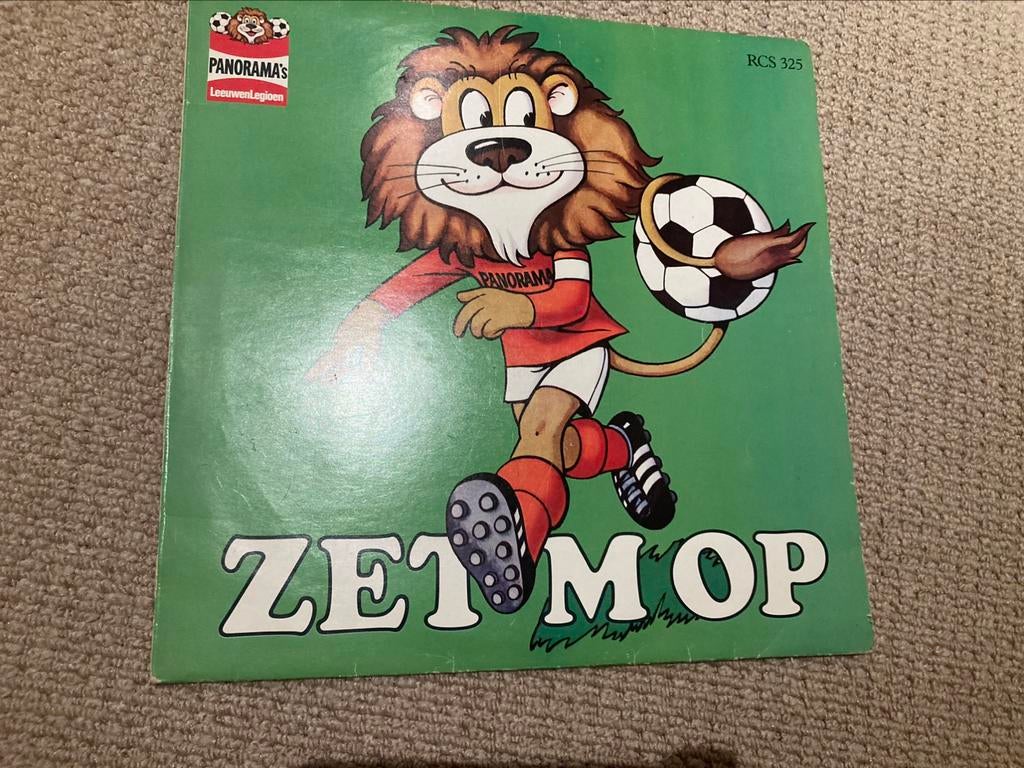 PANORAMA's
LeeuwenLegioen
RCS 325
PANORAMA
ZET M OP